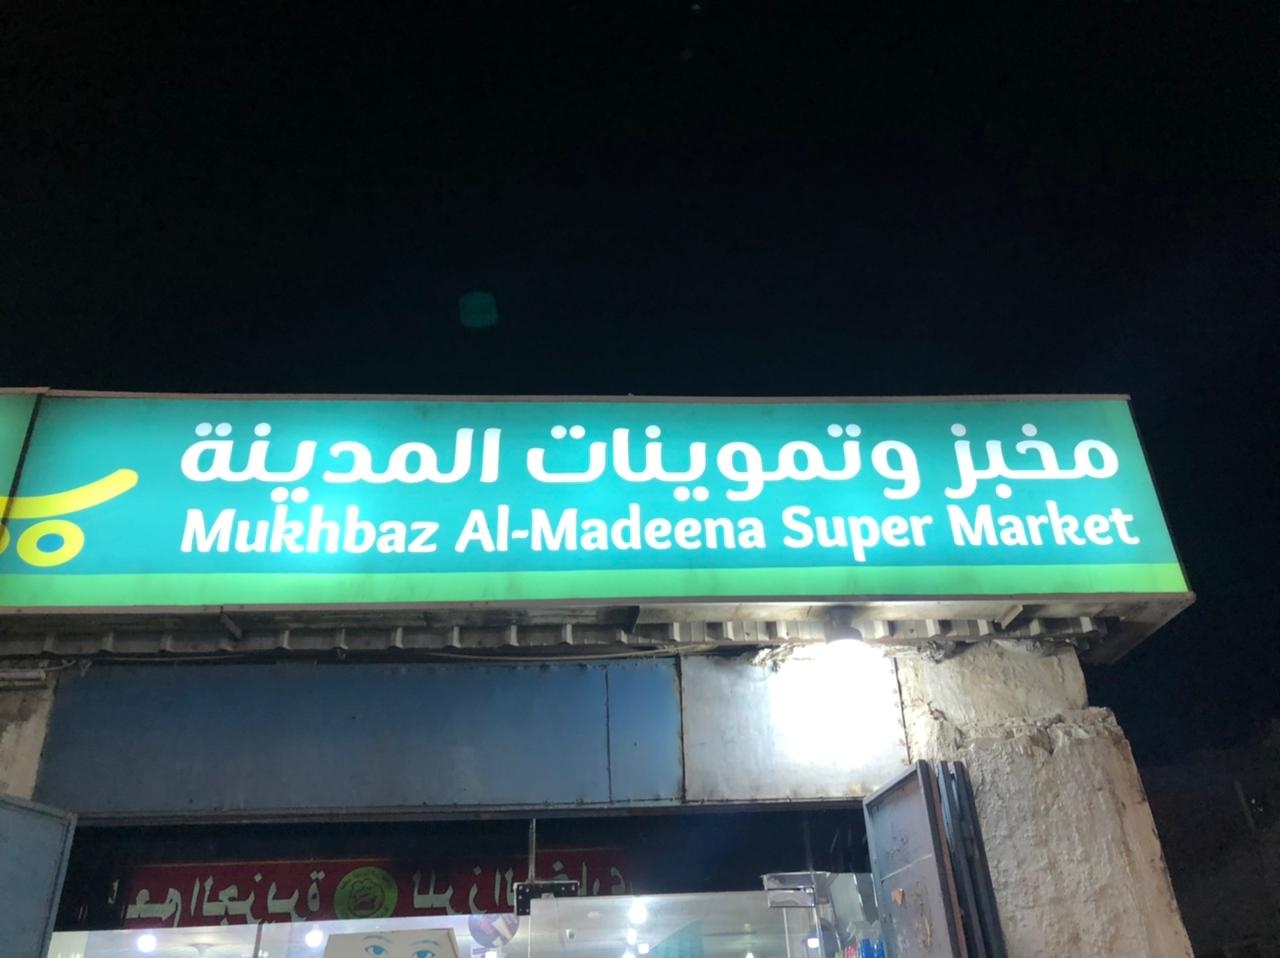 مخبز وتموينات المدينة
Mukhbaz Al-Madeena Super Market